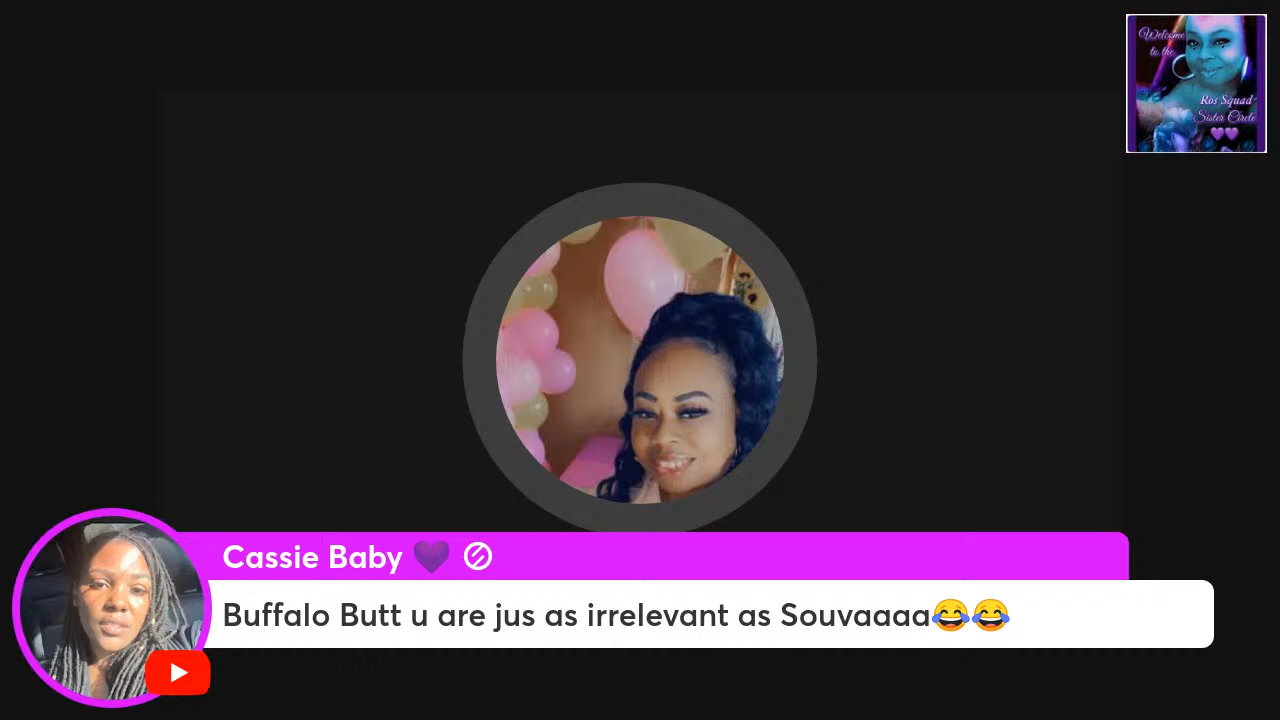 Welcome
to the
Ros Squad
Sister Circle
Cassie Baby 💜
Buffalo Butt u are jus as irrelevant as Souvaaaa😂😂